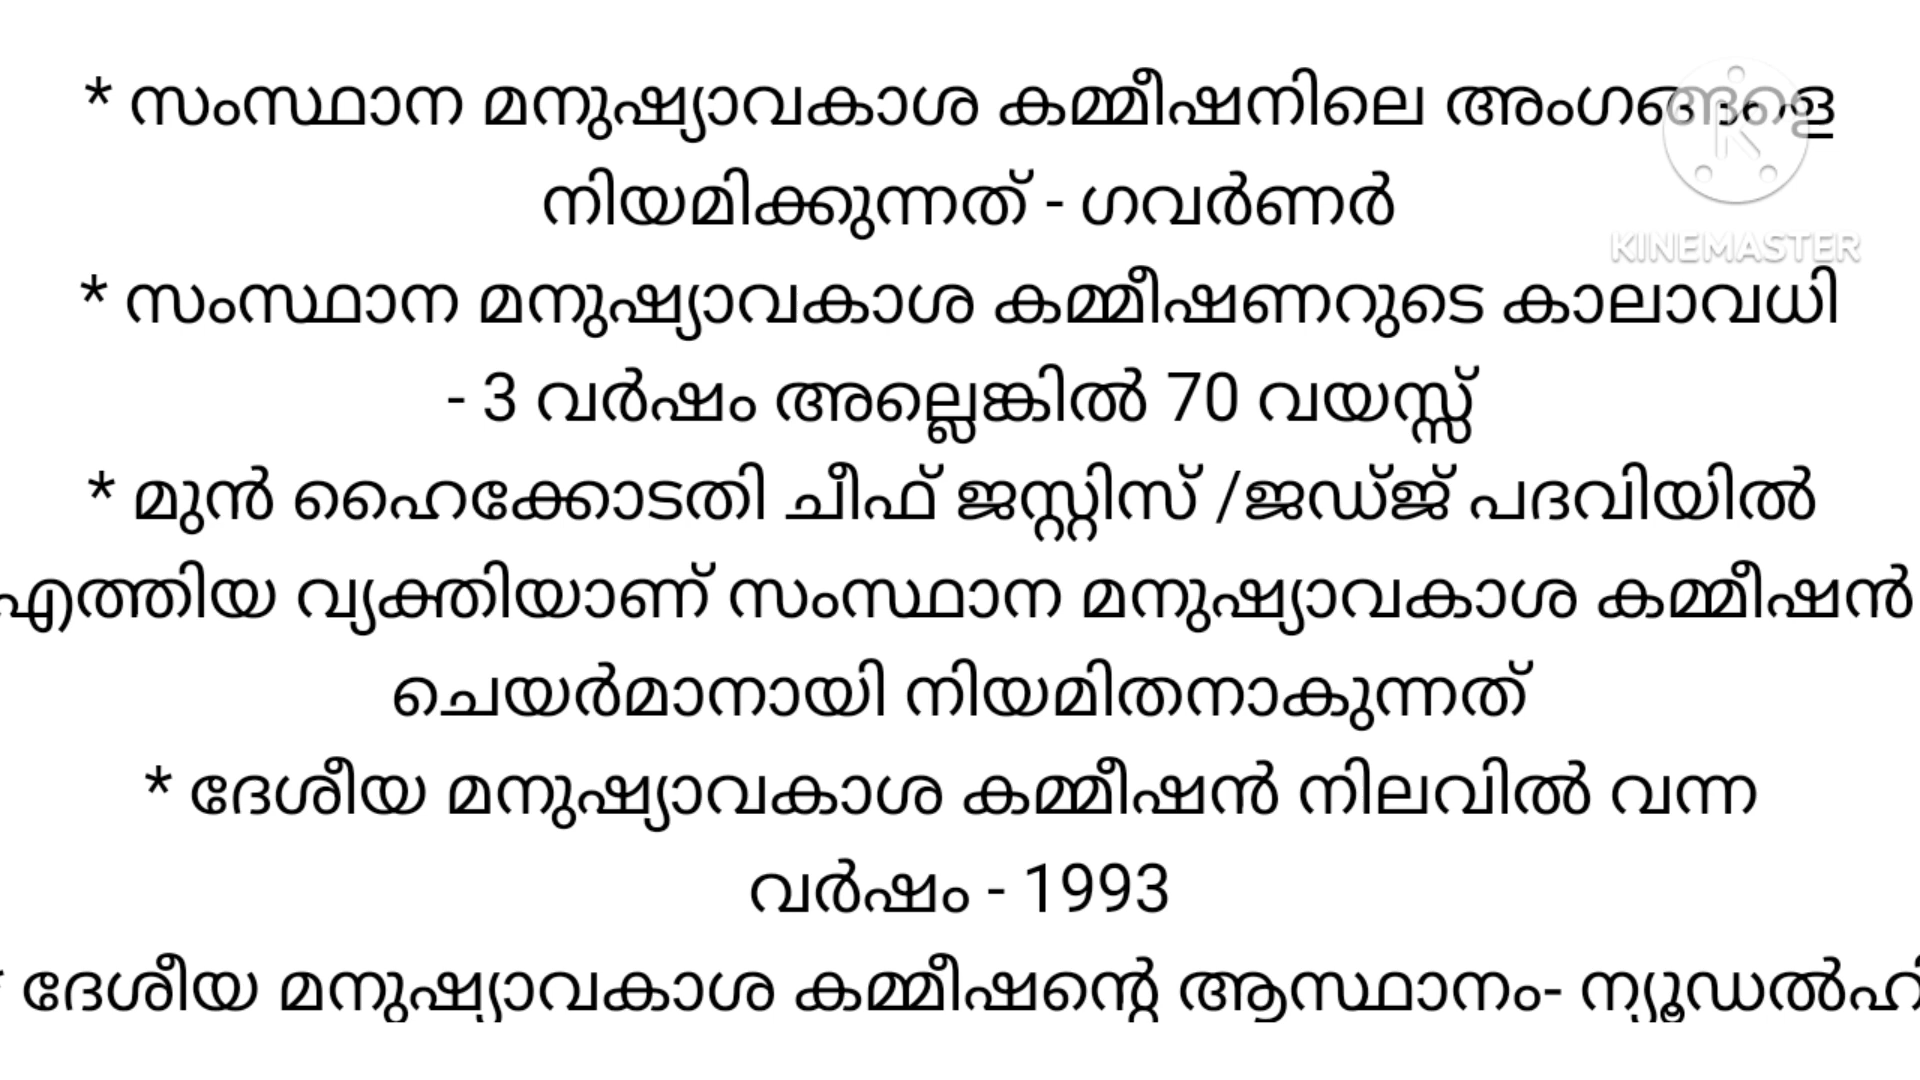 * സംസ്ഥാന മനുഷ്യാവകാശ കമ്മീഷനിലെ അംഗങ്ങളെ
നിയമിക്കുന്നത് - ഗവർണർ
KINEMASTER
* സംസ്ഥാന മനുഷ്യാവകാശ കമ്മീഷണറുടെ കാലാവധി
- 3 വർഷം അല്ലെങ്കിൽ 70 വയസ്സ്
* മുൻ ഹൈക്കോടതി ചീഫ് ജസ്റ്റിസ് /ജഡ്ജ് പദവിയിൽ
എത്തിയ വ്യക്തിയാണ് സംസ്ഥാന മനുഷ്യാവകാശ കമ്മീഷൻ
ചെയർമാനായി നിയമിതനാകുന്നത്
* ദേശീയ മനുഷ്യാവകാശ കമ്മീഷൻ നിലവിൽ വന്ന
വർഷം - 1993
* ദേശീയ മനുഷ്യാവകാശ കമ്മീഷന്റെ ആസ്ഥാനം- ന്യൂഡൽഹി